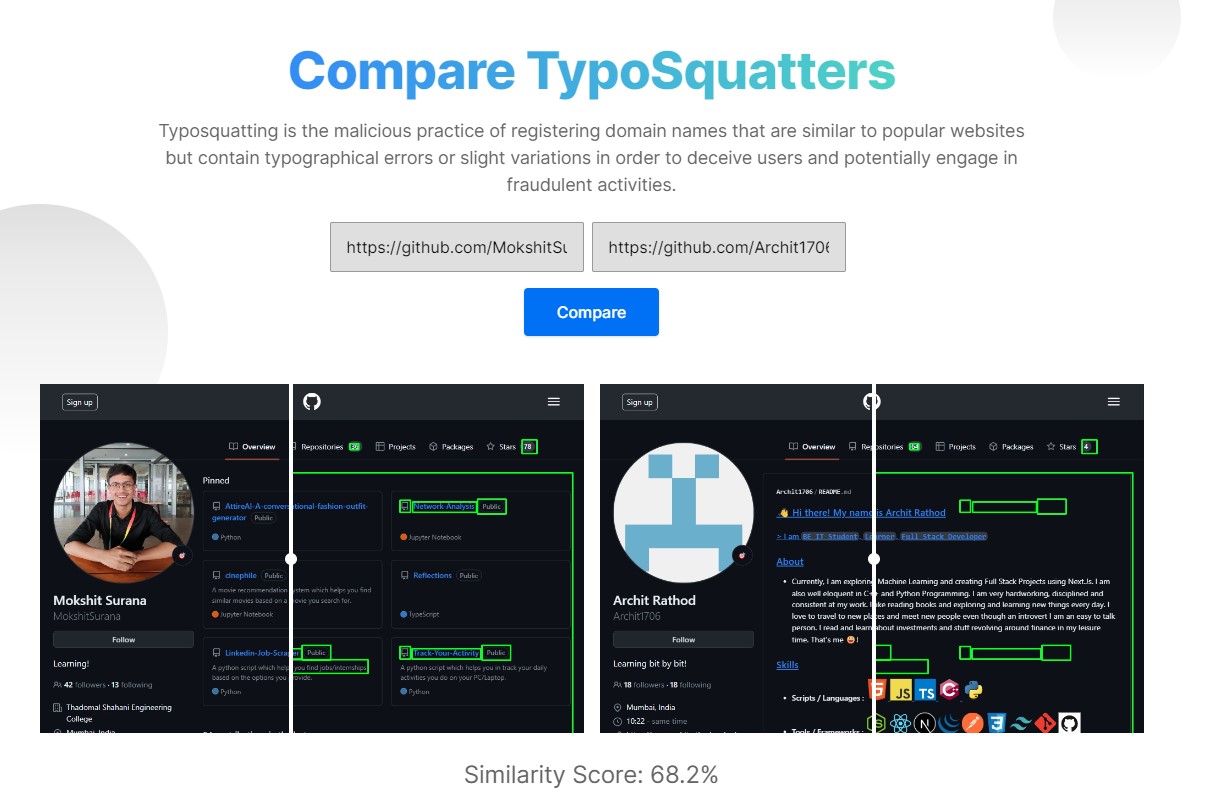 Compare TypoSquatters
Typosquatting is the malicious practice of registering domain names that are similar to popular websites
but contain typographical errors or slight variations in order to deceive users and potentially engage in
fraudulent activities.
https://github.com/MokshitSu
https://github.com/Archit1706
Compare
Sign up
Overview
Repositories
Projects
Packages
Stars
78
Mokshit Surana
MokshitSurana
Follow
Learning!
42 followers · 13 following
Thadomal Shahani Engineering
College
Mumbai, India
Pinned
AttireAI-A-conversational-fashion-outfit-
generator Public
Python
Network-Analysis Public
Jupyter Notebook
cinephile Public
A movie recommendation system which helps you find
similar movies based on a movie you search for.
Jupyter Notebook
Reflections Public
TypeScript
Linkedin-Job-Scraper Public
A python script which help you find jobs/internships
based on the options you provide.
Python
Track-Your-Activity Public
A python script which helps you in track your daily
activities you do on your PC/Laptop.
Python
Sign up
Overview
Repositories
Projects
Packages
Stars
4
Archit Rathod
Archit1706
Follow
Learning bit by bit!
18 followers · 18 following
Mumbai, India
10:22 - same time
Archit1706 / README.md
Hi there! My name is Archit Rathod
> I am BE IT Student, Learner, Full Stack Developer
About
Currently, I am exploring Machine Learning and creating Full Stack Projects using NextJs. I am
also well eloquent in C++ and Python Programming. I am very hardworking, disciplined and
consistent at my work. I like reading books and exploring and learning new things every day. I
love to travel to new places and meet new people even though an introvert I am an easy to talk
person. I read and learn about investments and stuff revolving around finance in my leisure
time. That's me !
Skills
Scripts / Languages :
JS
TS
Tools / Frameworks :
Similarity Score: 68.2%